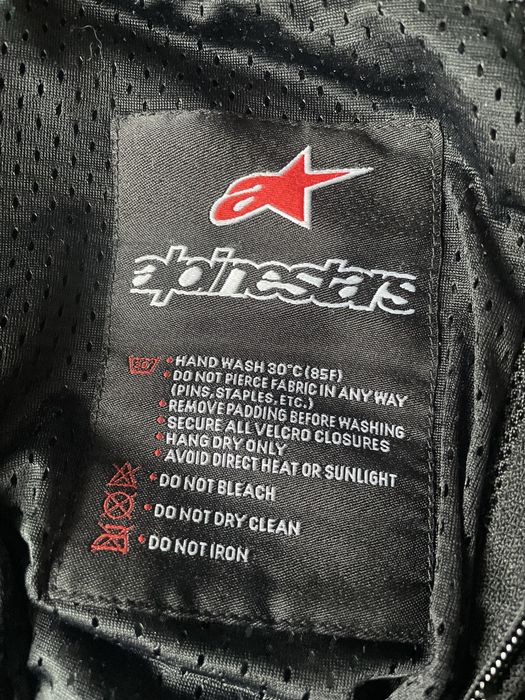 alpinestars
30°
• HAND WASH 30°C (85F)
• DO NOT PIERCE FABRIC IN ANY WAY
(PINS, STAPLES, ETC.)
• REMOVE PADDING BEFORE WASHING
• SECURE ALL VELCRO CLOSURES
• HANG DRY ONLY
• AVOID DIRECT HEAT OR SUNLIGHT
• DO NOT BLEACH
• DO NOT DRY CLEAN
• DO NOT IRON